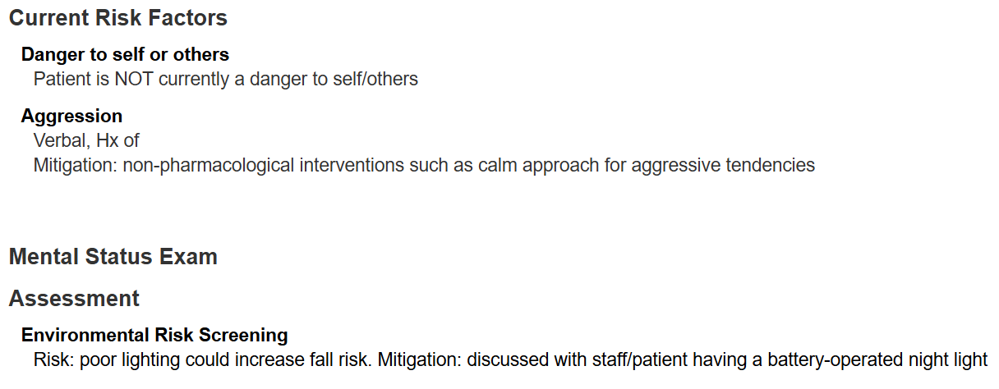 Current Risk Factors
Danger to self or others
Patient is NOT currently a danger to self/others
Aggression
Verbal, Hx of
Mitigation: non-pharmacological interventions such as calm approach for aggressive tendencies
Mental Status Exam
Assessment
Environmental Risk Screening
Risk: poor lighting could increase fall risk. Mitigation: discussed with staff/patient having a battery-operated night light